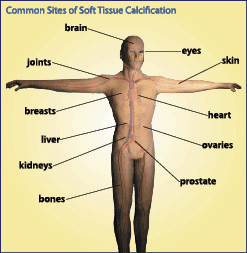 Common Sites of Soft Tissue Calcification
brain
eyes
joints
skin
breasts
heart
liver
ovaries
kidneys
prostate
bones